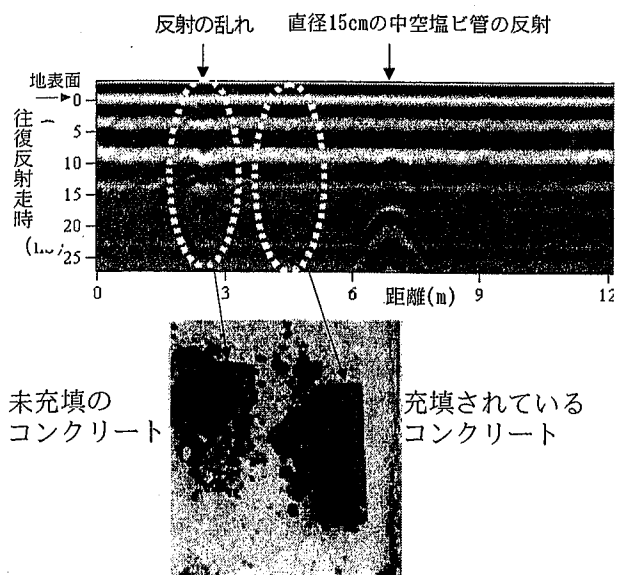 反射の乱れ
直径15cmの中空塩ビ管の反射
地表面
0
5
10
15
20
25
往復反射走時
0
3
6
距離(m)
9
12
未充填の
コンクリート
充填されている
コンクリート